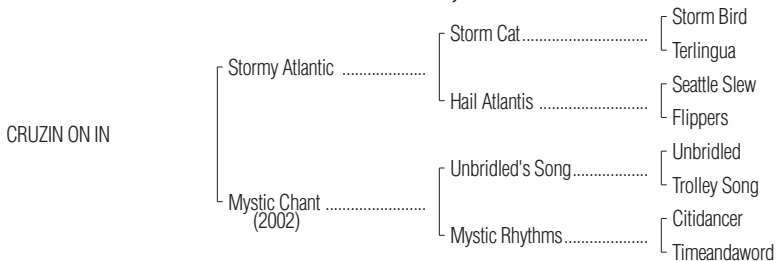 Storm Bird
Storm Cat..............................
Terlingua
Stormy Atlantic ....................
Seattle Slew
Hail Atlantis ..........................
Flippers
CRUZIN ON IN
Unbridled
Unbridled's Song..................
Trolley Song
Mystic Chant ........................
(2002)
Citidancer
Mystic Rhythms....................
Timeandaword